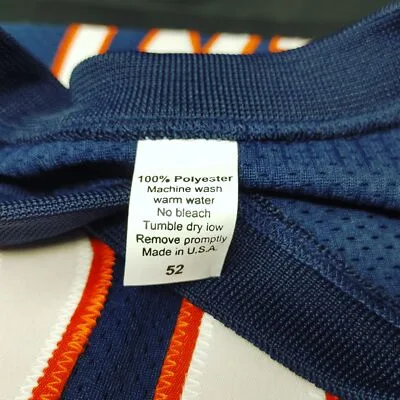 100% Polyester
Machine wash
warm water
No bleach
Tumble dry low
Remove promptly
Made in U.S.A.
52